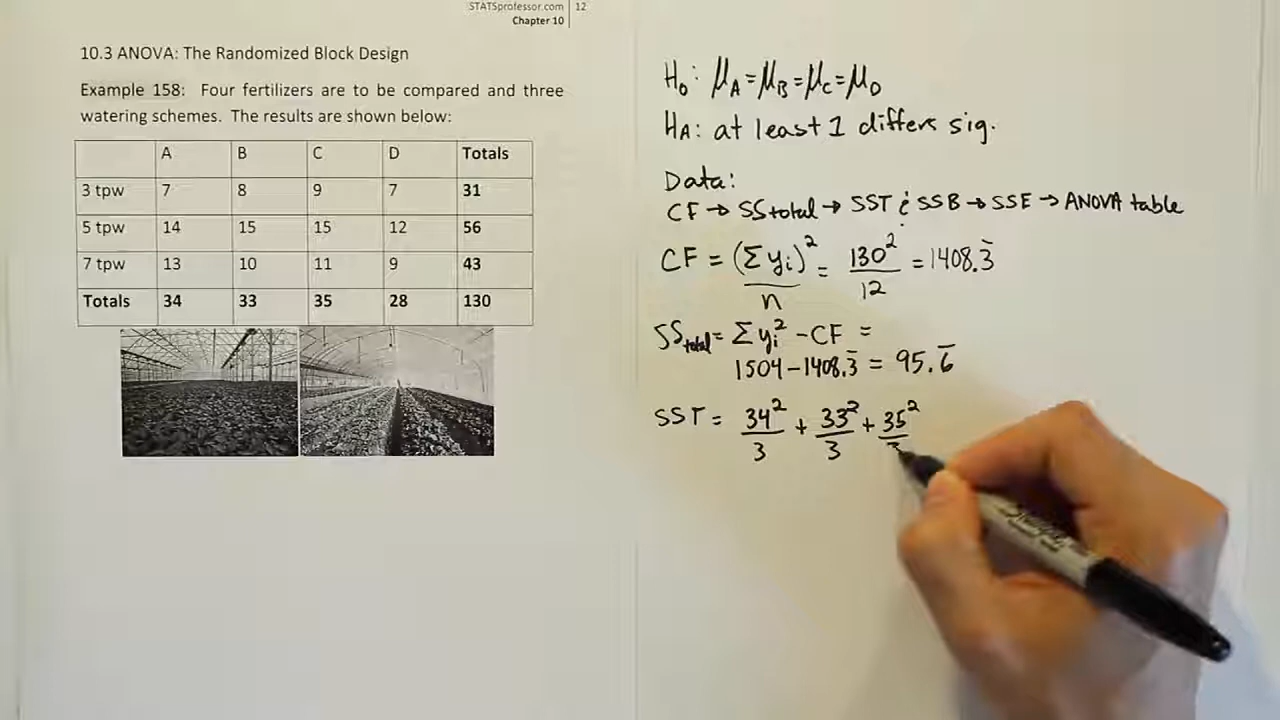 STATSprofessor.com 12
Chapter 10
10.3 ANOVA: The Randomized Block Design
Example 158: Four fertilizers are to be compared and three
watering schemes. The results are shown below:
A B C D Totals
3 tpw 7 8 9 7 31
5 tpw 14 15 15 12 56
7 tpw 13 10 11 9 43
Totals 34 33 35 28 130
H₀: μA=μB=μC=μD
HA: at least 1 differs sig.
Data:
CF → SStotal → SST & SSB → SSE → ANOVA table
CF = (Σyi)²/n = 130²/12 = 1408.3̄
SStotal = Σyi² - CF =
1504 - 1408.3̄ = 95.6̄
SST = 34²/3 + 33²/3 + 35²/3